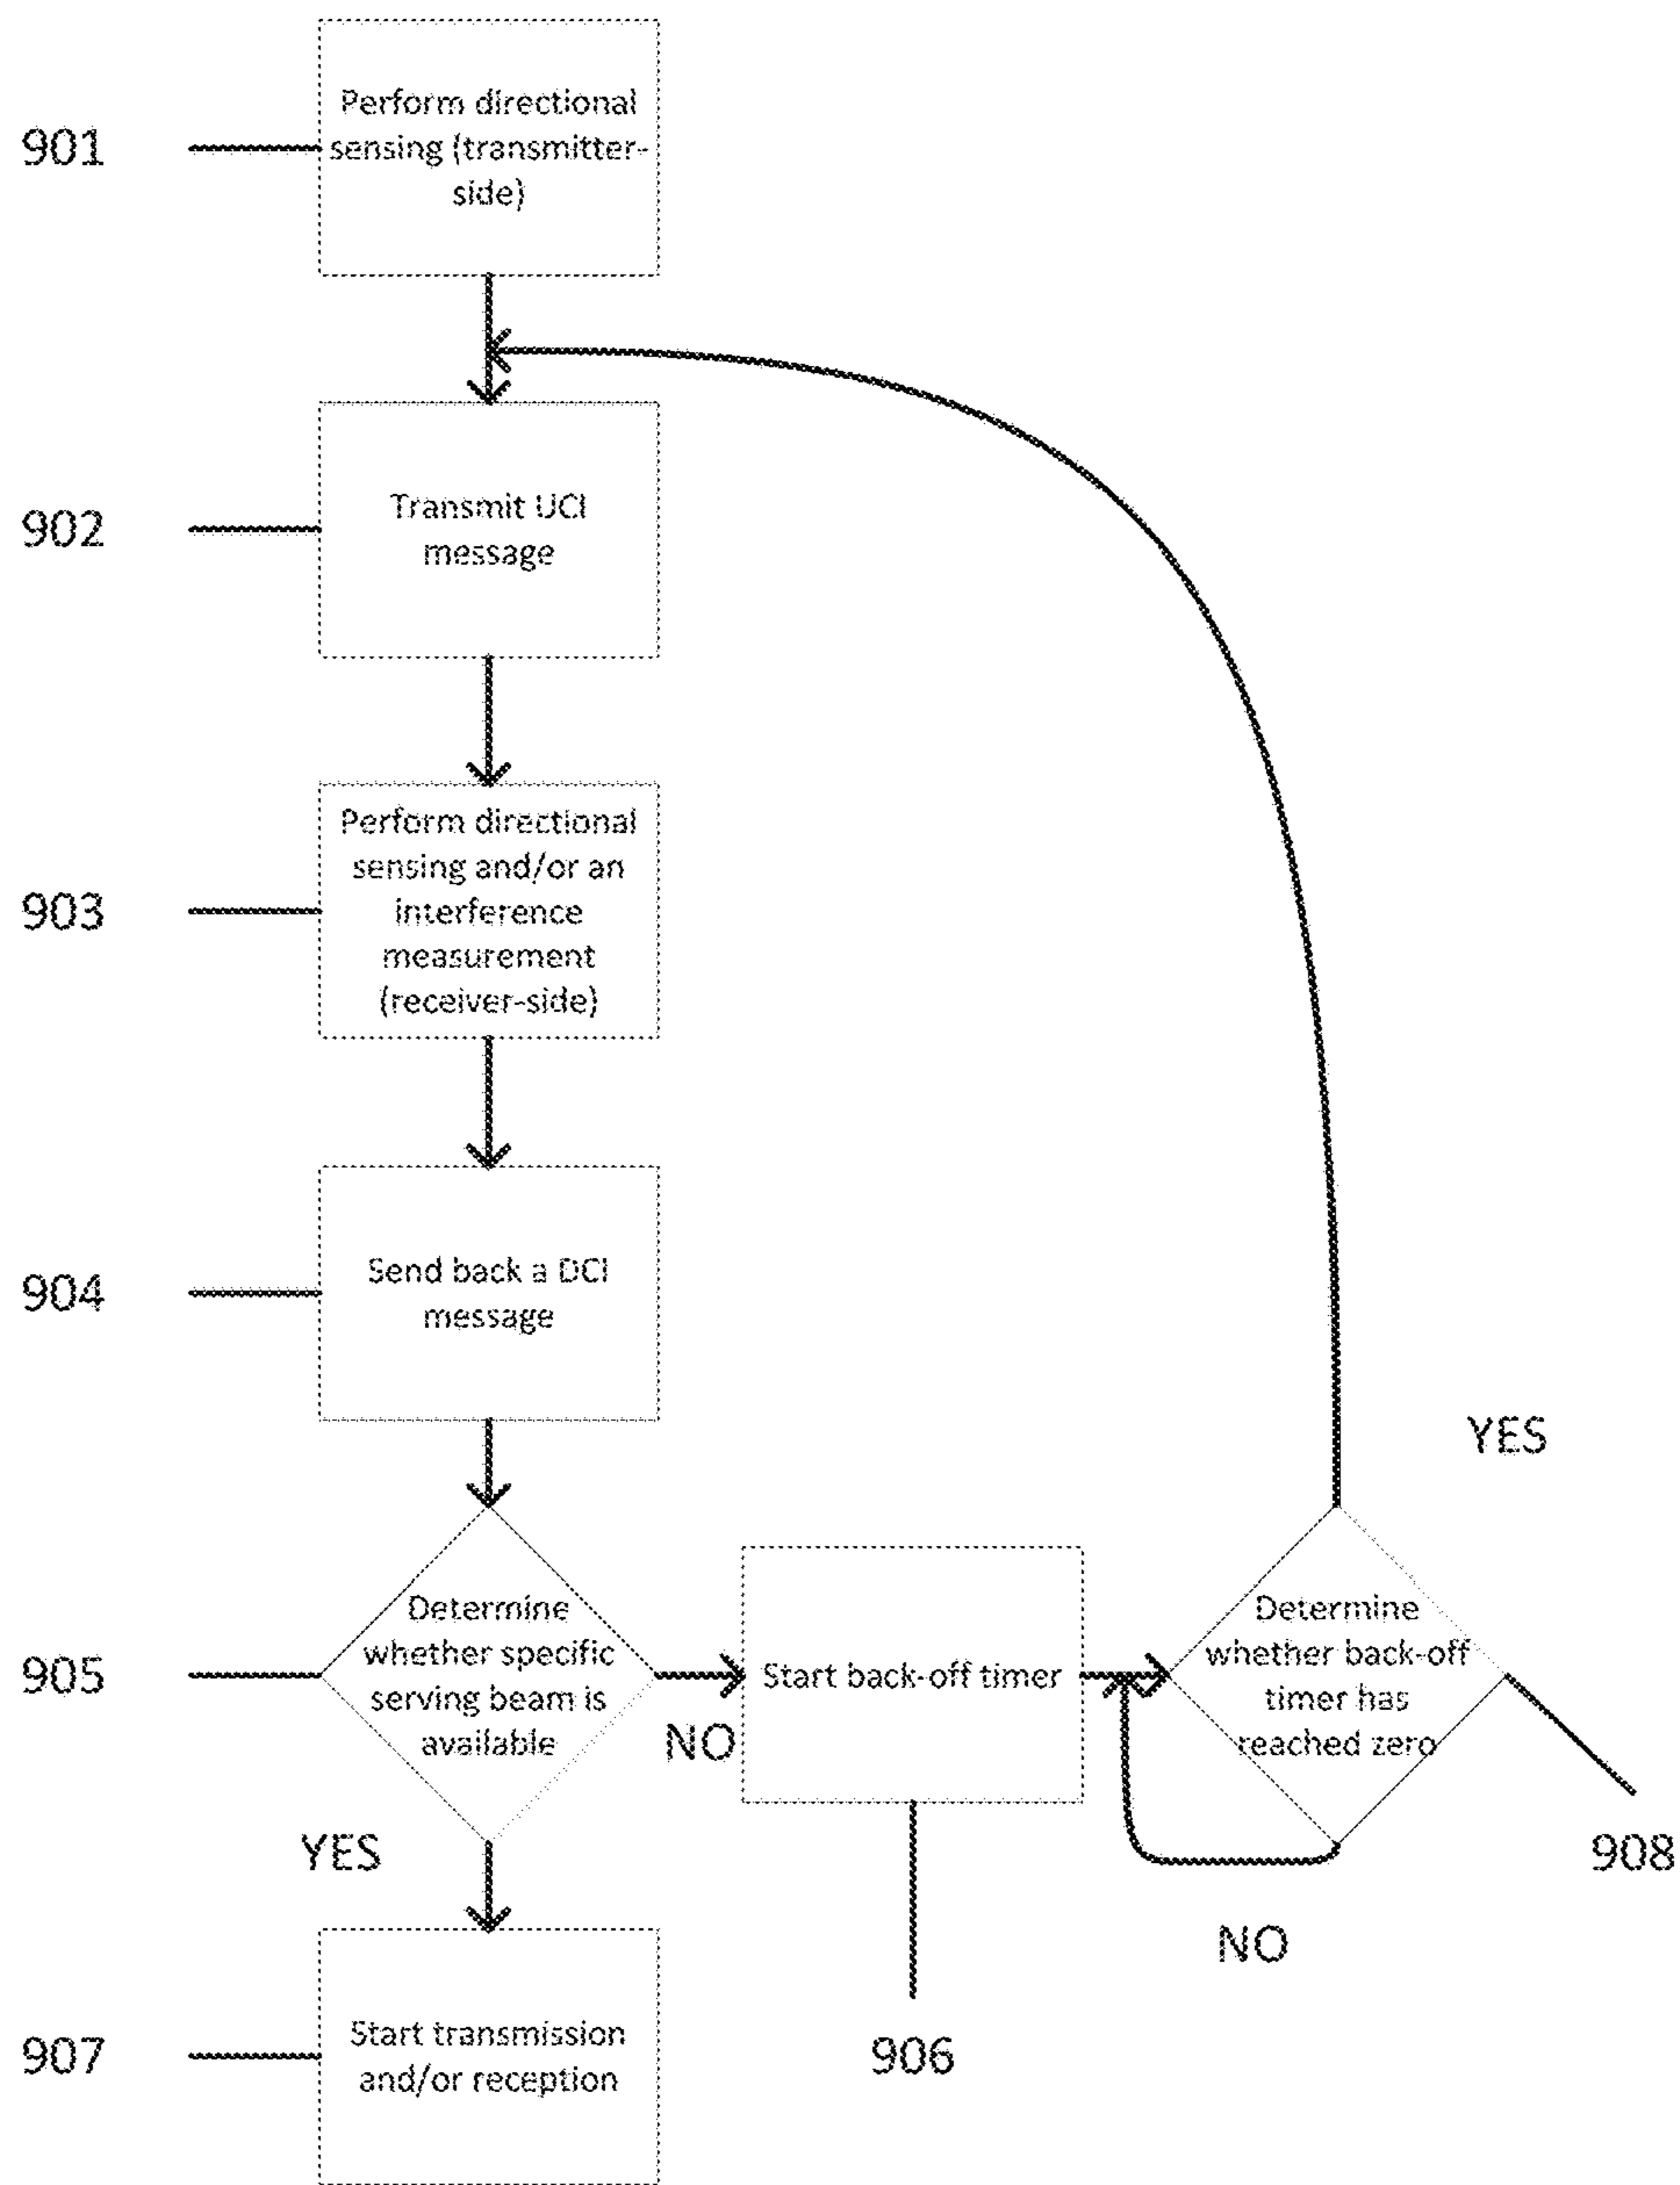 901
Perform directional
sensing (transmitter-
side)
902
Transmit UCI
message
903
Perform directional
sensing and/or an
interference
measurement
(receiver-side)
904
Send back a DCI
message
YES
905
Determine
whether specific
serving beam is
available
NO
Start back-off timer
Determine
whether back-off
timer has
reached zero
YES
908
NO
907
Start transmission
and/or reception
906